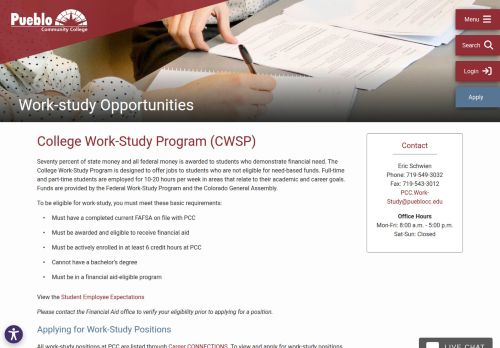 Pueblo
Community College
Menu
Search
Login
Apply
Work-study Opportunities
College Work-Study Program (CWSP)
Seventy percent of state money and all federal money is awarded to students who demonstrate financial need. The
College Work-Study Program is designed to offer jobs to students who are not eligible for need-based funds. Full-time
and part-time students are employed for 10-20 hours per week in areas that relate to their academic and career goals.
Funds are provided by the Federal Work-Study Program and the Colorado General Assembly.
To be eligible for work-study, you must meet these basic requirements:
• Must have a completed current FAFSA on file with PCC
• Must be awarded and eligible to receive financial aid
• Must be actively enrolled in at least 6 credit hours at PCC
• Cannot have a bachelor's degree
• Must be in a financial aid-eligible program
View the Student Employee Expectations
Please contact the Financial Aid office to verify your eligibility prior to applying for a position.
Applying for Work-Study Positions
All work-study positions at PCC are listed through Career CONNECTIONS. To view and apply for work-study positions
Contact
Eric Schwien
Phone: 719-549-3032
Fax: 719-543-3012
PCC.Work-
Study@pueblocc.edu
Office Hours
Mon-Fri: 8:00 a.m. - 5:00 p.m.
Sat-Sun: Closed
LIVE CHAT